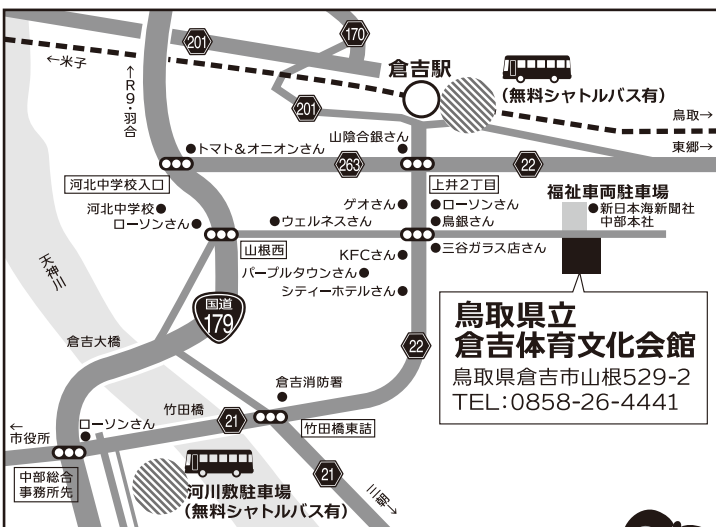 201
170
←米子
倉吉駅
↑R9・羽合
(無料シャトルバス有)
201
鳥取→
東郷→
山陰合銀さん
トマト&オニオンさん
263
22
河北中学校入口
上井2丁目
福祉車両駐車場
新日本海新聞社
中部本社
ゲオさん
ローソンさん
河北中学校
ウェルネスさん
鳥銀さん
ローソンさん
三谷ガラス店さん
山根西
KFCさん
パープルタウンさん
シティーホテルさん
天神川
国道
179
鳥取県立
倉吉体育文化会館
鳥取県倉吉市山根529-2
TEL:0858-26-4441
倉吉大橋
22
倉吉消防署
竹田橋
21
竹田橋東詰
←
市役所
ローソンさん
中部総合
事務所先
21
三朝→
河川敷駐車場
(無料シャトルバス有)